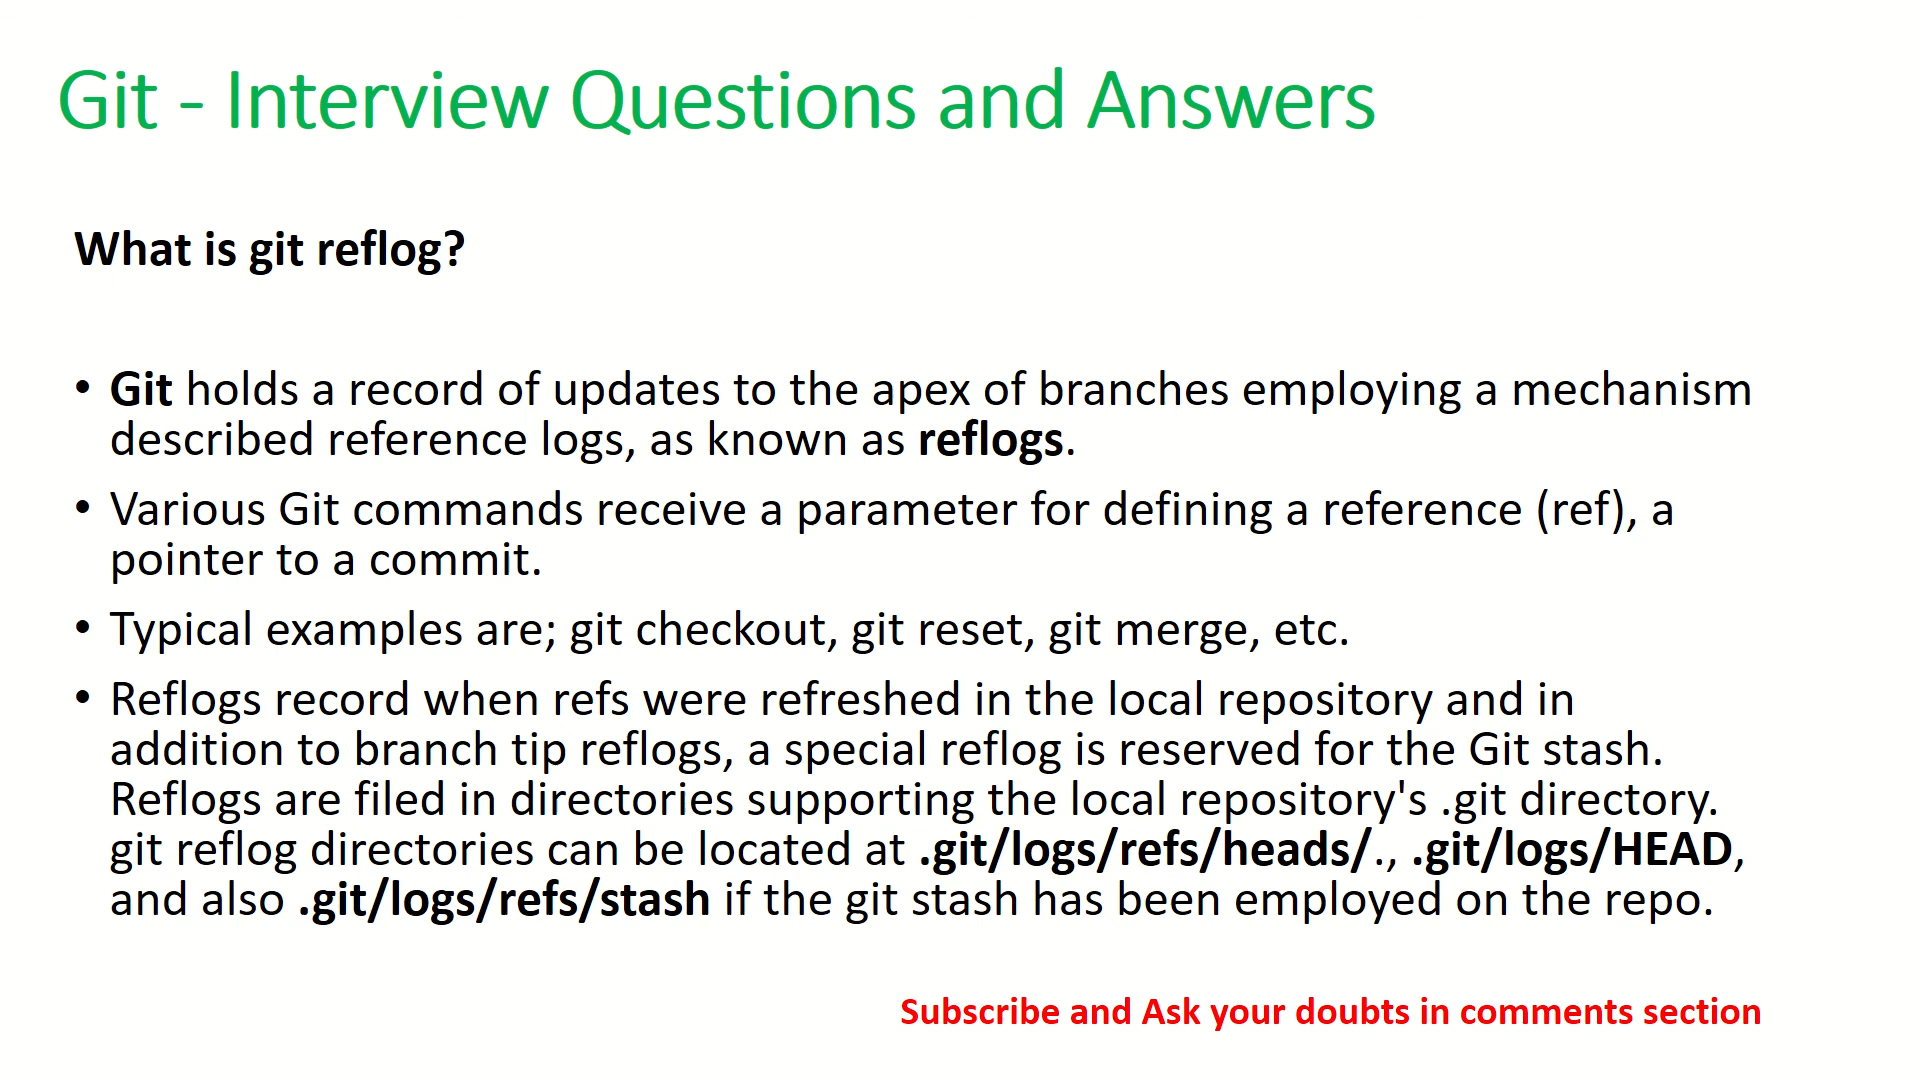 Git - Interview Questions and Answers
What is git reflog?
• Git holds a record of updates to the apex of branches employing a mechanism
described reference logs, as known as reflogs.
• Various Git commands receive a parameter for defining a reference (ref), a
pointer to a commit.
• Typical examples are; git checkout, git reset, git merge, etc.
• Reflogs record when refs were refreshed in the local repository and in
addition to branch tip reflogs, a special reflog is reserved for the Git stash.
Reflogs are filed in directories supporting the local repository's .git directory.
git reflog directories can be located at .git/logs/refs/heads/., .git/logs/HEAD,
and also .git/logs/refs/stash if the git stash has been employed on the repo.
Subscribe and Ask your doubts in comments section